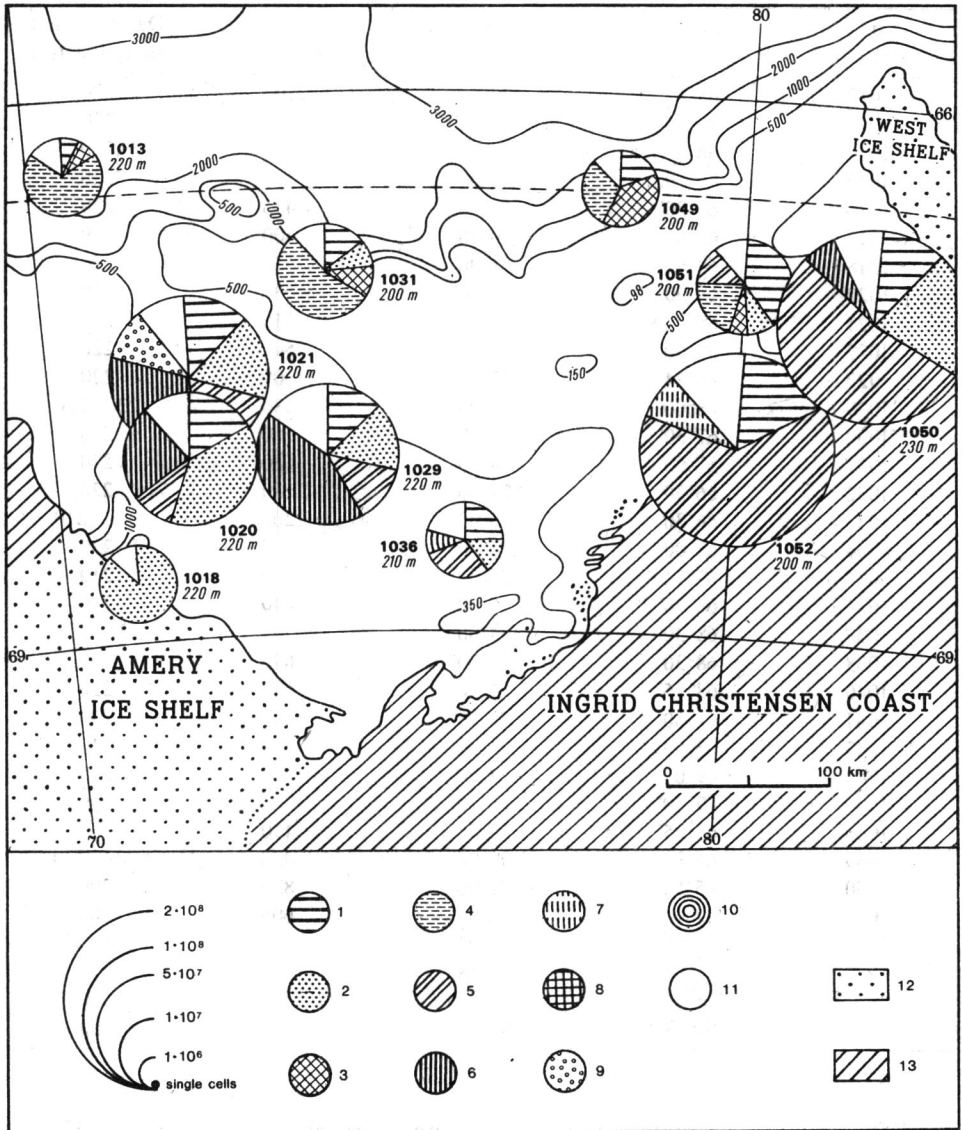 80
3000
2000
1000
500
3000
66
WEST
ICE SHELF
1013
220 m
2000
1000
500
1049
200 m
1031
200 m
500
500
1051
200 m
98
500
150
1021
220 m
1050
230 m
1029
220 m
1020
220 m
1000
1036
210 m
1052
200 m
1018
220 m
350
69
69
AMERY
ICE SHELF
INGRID CHRISTENSEN COAST
0
100 km
70
80
2·10⁸
1·10⁸
5·10⁷
1·10⁷
1·10⁶
single cells
1
4
7
10
2
5
8
11
12
3
6
9
13